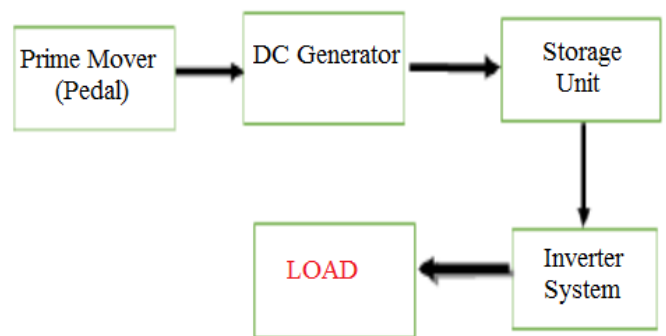 Prime Mover
(Pedal)
DC Generator
Storage
Unit
Inverter
System
LOAD